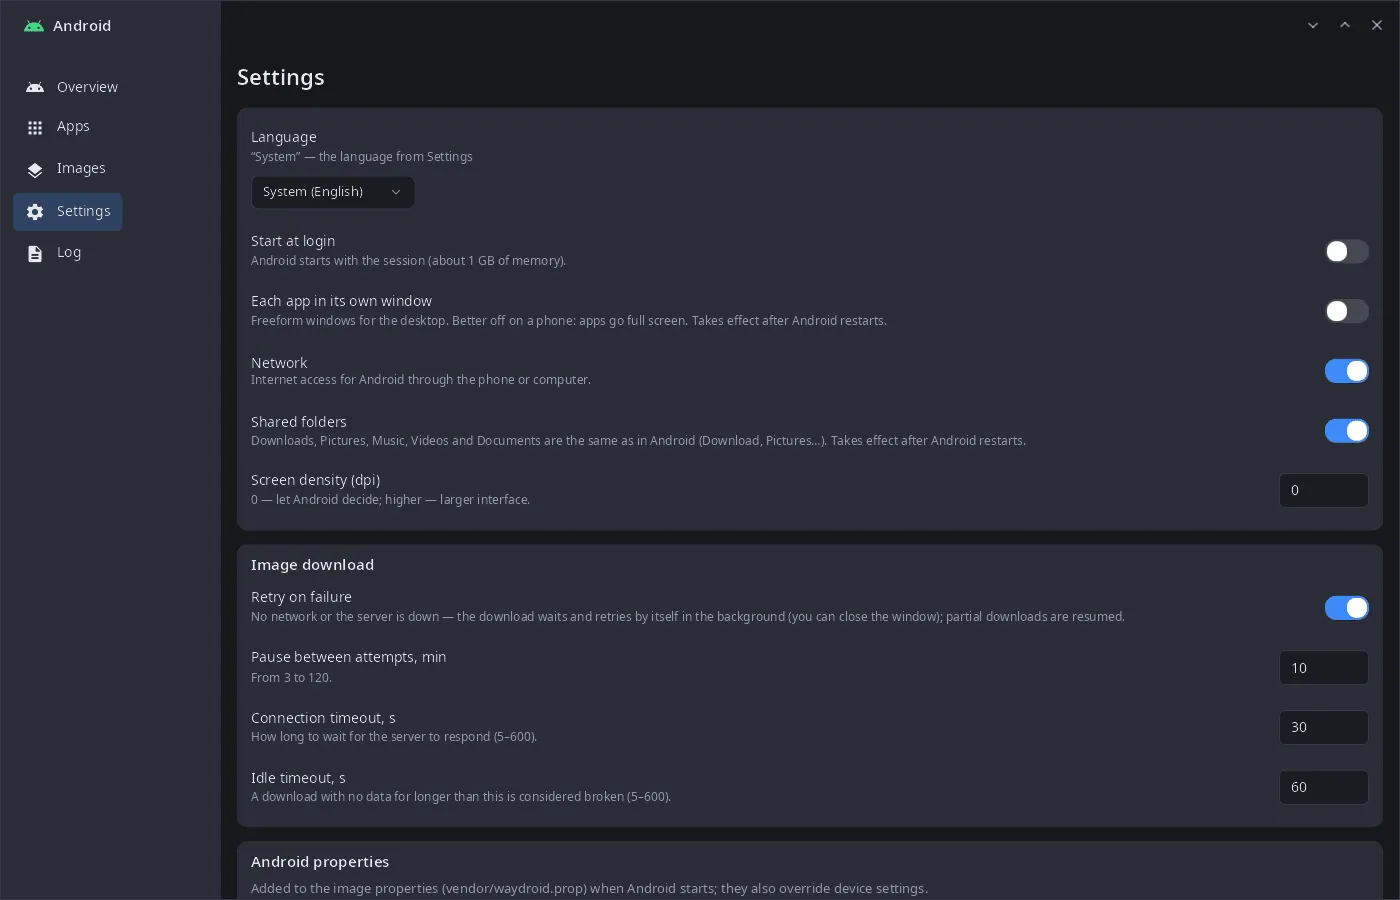 Android
Overview
Apps
Images
Settings
Log
Settings
Language
“System” — the language from Settings
System (English)
Start at login
Android starts with the session (about 1 GB of memory).
Each app in its own window
Freeform windows for the desktop. Better off on a phone: apps go full screen. Takes effect after Android restarts.
Network
Internet access for Android through the phone or computer.
Shared folders
Downloads, Pictures, Music, Videos and Documents are the same as in Android (Download, Pictures…). Takes effect after Android restarts.
Screen density (dpi)
0 — let Android decide; higher — larger interface.
0
Image download
Retry on failure
No network or the server is down — the download waits and retries by itself in the background (you can close the window); partial downloads are resumed.
Pause between attempts, min
From 3 to 120.
10
Connection timeout, s
How long to wait for the server to respond (5–600).
30
Idle timeout, s
A download with no data for longer than this is considered broken (5–600).
60
Android properties
Added to the image properties (vendor/waydroid.prop) when Android starts; they also override device settings.